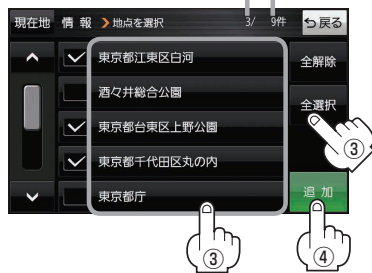 現在地 情 報 地点を選択 3/ 9件 戻る
東京都江東区白河 全解除
酒々井総合公園
全選択
東京都台東区上野公園
③
東京都千代田区丸の内
東京都庁 追 加
③ ④